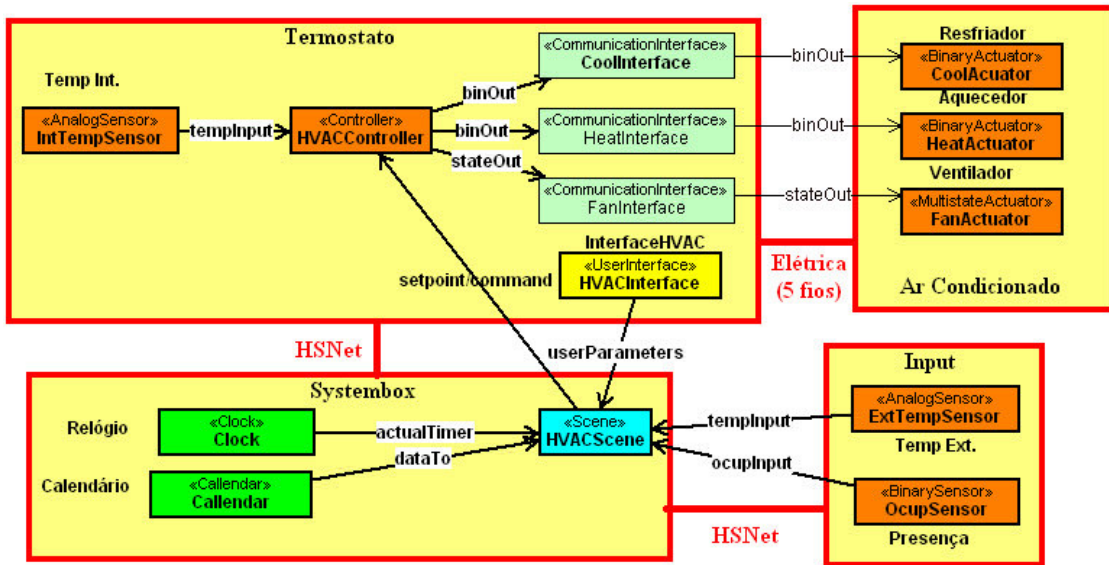 Termostato
Temp Int.
«AnalogSensor»
IntTempSensor
tempInput
«Controller»
HVACController
binOut
binOut
stateOut
«CommunicationInterface»
CoolInterface
«CommunicationInterface»
HeatInterface
«CommunicationInterface»
FanInterface
InterfaceHVAC
«UserInterface»
HVACInterface
setpoint/command
binOut
binOut
stateOut
Resfriador
«BinaryActuator»
CoolAcuator
Aquecedor
«BinaryActuator»
HeatActuator
Ventilador
«MultistateActuator»
FanActuator
Ar Condicionado
Elétrica
(5 fios)
HSNet
userParameters
Systembox
Relógio
«Clock»
Clock
actualTimer
Calendário
«Callendar»
Callendar
dataTo
«Scene»
HVACScene
tempInput
ocupInput
Input
«AnalogSensor»
ExtTempSensor
Temp Ext.
«BinarySensor»
OcupSensor
Presença
HSNet